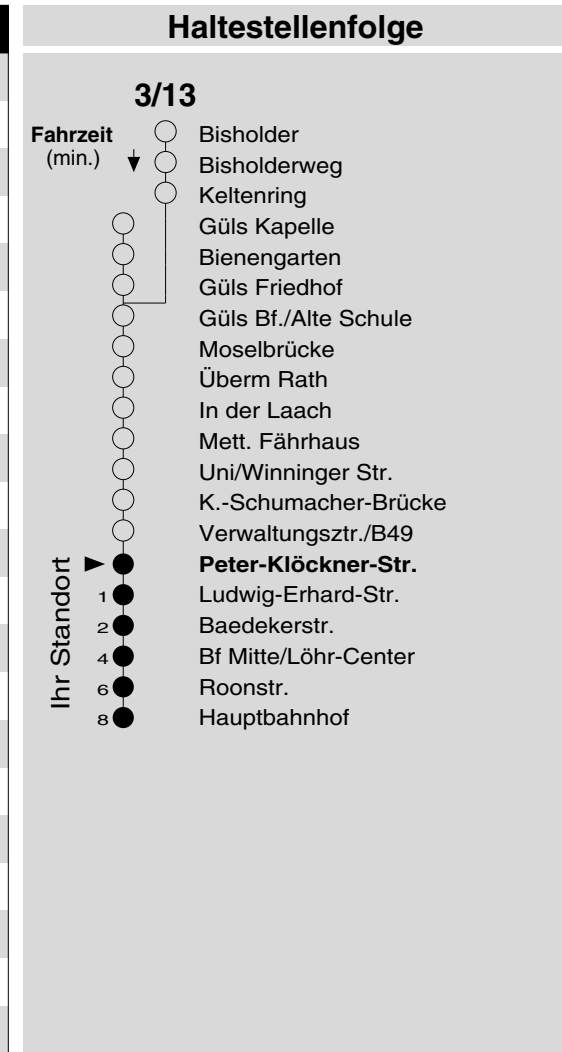 Haltestellenfolge
3/13
Fahrzeit
(min.)
Bisholder
Bisholderweg
Keltenring
Güls Kapelle
Bienengarten
Güls Friedhof
Güls Bf./Alte Schule
Moselbrücke
Überm Rath
In der Laach
Mett. Fährhaus
Uni/Winninger Str.
K.-Schumacher-Brücke
Verwaltungsztr./B49
Ihr Standort
Peter-Klöckner-Str.
1 Ludwig-Erhard-Str.
2 Baedekerstr.
4 Bf Mitte/Löhr-Center
6 Roonstr.
8 Hauptbahnhof